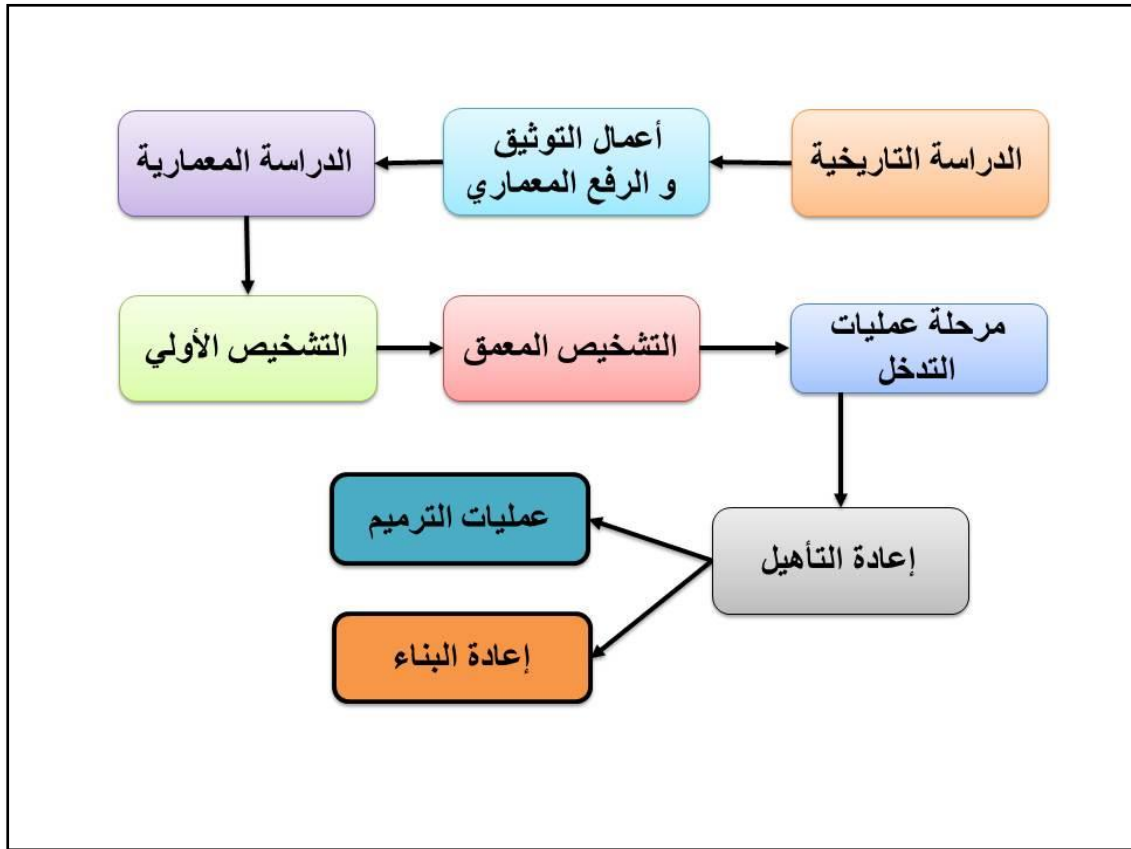 الدراسة التاريخية
أعمال التوثيق
و الرفع المعماري
الدراسة المعمارية
التشخيص الأولي
التشخيص المعمق
مرحلة عمليات
التدخل
إعادة التأهيل
عمليات الترميم
إعادة البناء